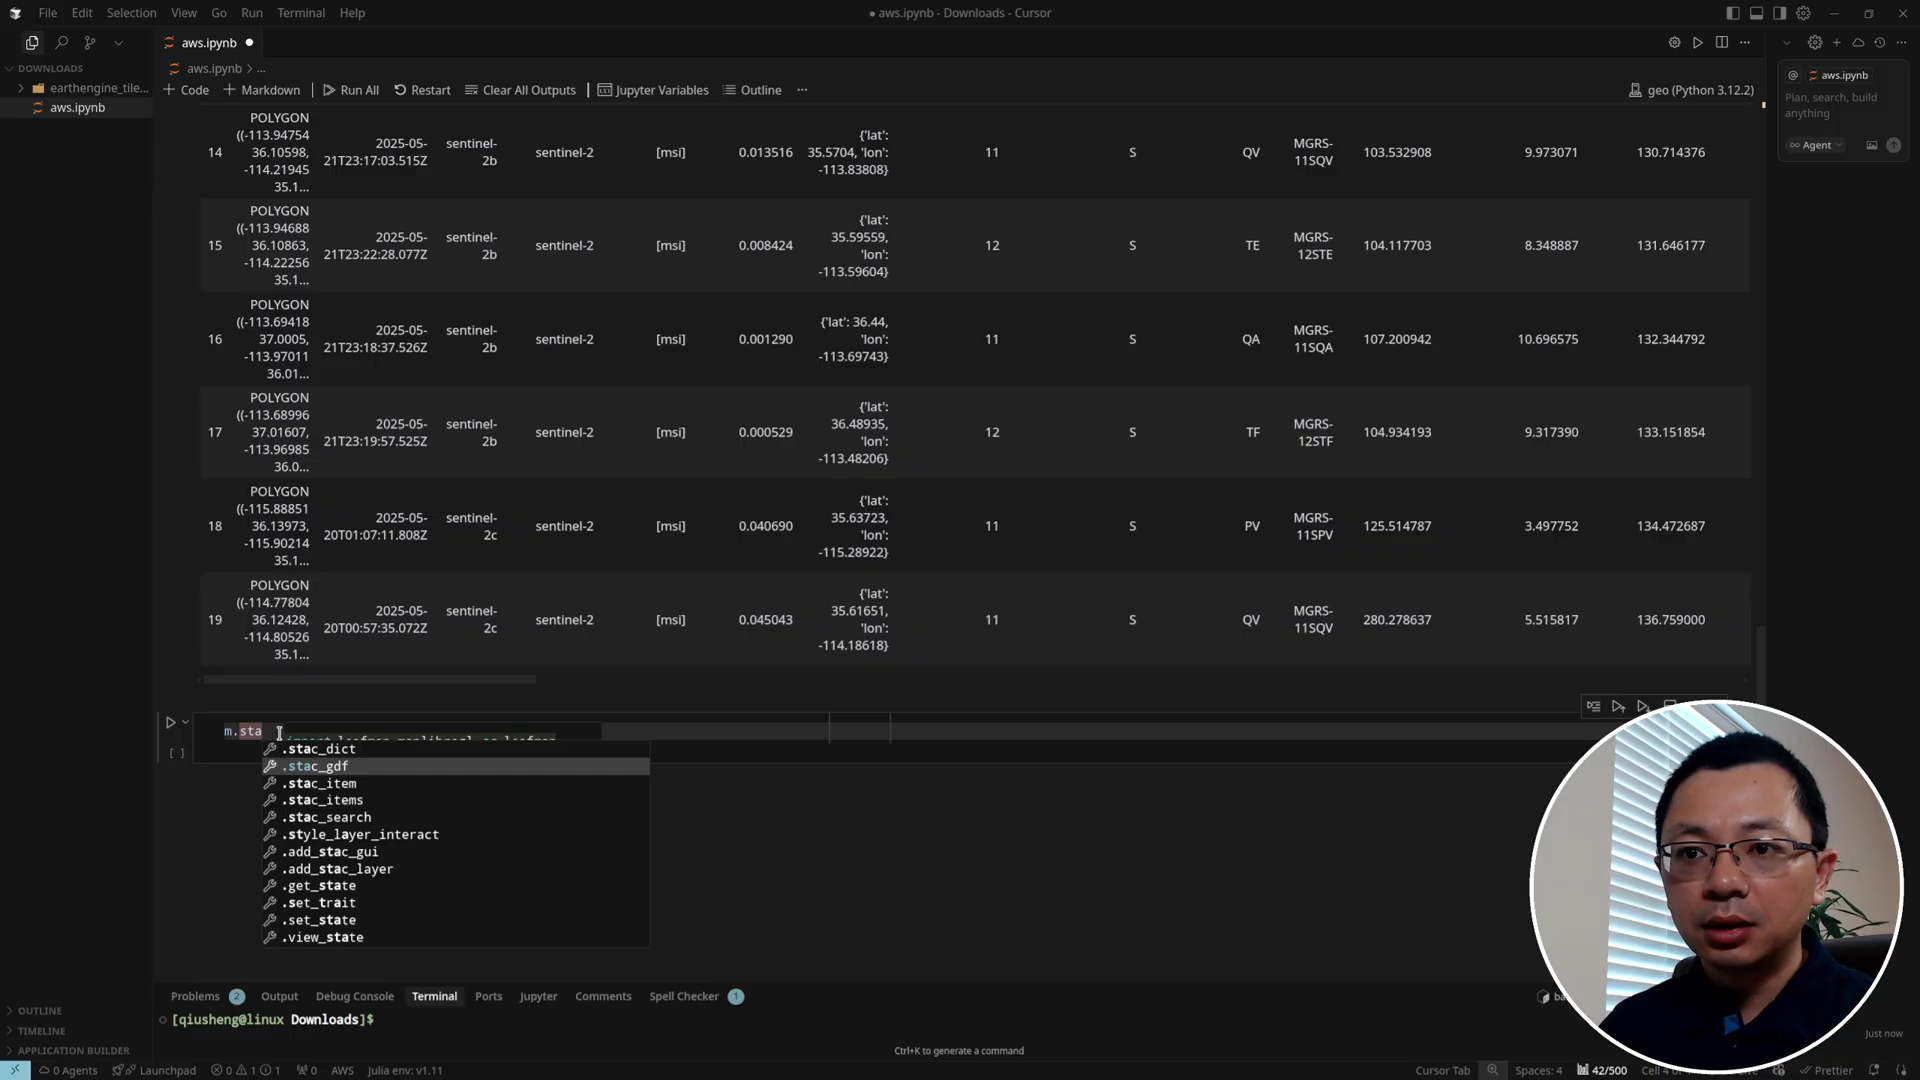 File Edit Selection View Go Run Terminal Help
aws.ipynb - Downloads - Cursor
aws.ipynb
DOWNLOADS
earthengine_tile...
aws.ipynb
aws.ipynb > ...
Code Markdown Run All Restart Clear All Outputs Jupyter Variables Outline ...
geo (Python 3.12.2)
@ aws.ipynb
Plan, search, build
anything
Agent
14 POLYGON ((-113.94754 36.10598, -114.21945 35.1... 2025-05-21T23:17:03.515Z sentinel-2b sentinel-2 [msi] 0.013516 {'lat': 35.5704, 'lon': -113.83808} 11 S QV MGRS-11SQV 103.532908 9.973071 130.714376
15 POLYGON ((-113.94688 36.10863, -114.22256 35.1... 2025-05-21T23:22:28.077Z sentinel-2b sentinel-2 [msi] 0.008424 {'lat': 35.59559, 'lon': -113.59604} 12 S TE MGRS-12STE 104.117703 8.348887 131.646177
16 POLYGON ((-113.69418 37.0005, -113.97011 36.01... 2025-05-21T23:18:37.526Z sentinel-2b sentinel-2 [msi] 0.001290 {'lat': 36.44, 'lon': -113.69743} 11 S QA MGRS-11SQA 107.200942 10.696575 132.344792
17 POLYGON ((-113.68996 37.01607, -113.96985 36.0... 2025-05-21T23:19:57.525Z sentinel-2b sentinel-2 [msi] 0.000529 {'lat': 36.48935, 'lon': -113.48206} 12 S TF MGRS-12STF 104.934193 9.317390 133.151854
18 POLYGON ((-115.88851 36.13973, -115.90214 35.1... 2025-05-20T01:07:11.808Z sentinel-2c sentinel-2 [msi] 0.040690 {'lat': 35.63723, 'lon': -115.28922} 11 S PV MGRS-11SPV 125.514787 3.497752 134.472687
19 POLYGON ((-114.77804 36.12428, -114.80526 35.1... 2025-05-20T00:57:35.072Z sentinel-2c sentinel-2 [msi] 0.045043 {'lat': 35.61651, 'lon': -114.18618} 11 S QV MGRS-11SQV 280.278637 5.515817 136.759000
m.sta
[ ]
.stac_dict
.stac_gdf
.stac_item
.stac_items
.stac_search
.style_layer_interact
.add_stac_gui
.add_stac_layer
.get_state
.set_trait
.set_state
.view_state
Problems 2 Output Debug Console Terminal Ports Jupyter Comments Spell Checker 1
[qiusheng@linux Downloads]$
Ctrl+K to generate a command
Just now
OUTLINE
TIMELINE
APPLICATION BUILDER
0 Agents Launchpad 0 1 1 0 AWS Julia env: v1.11
Cursor Tab Spaces: 4 42/500 Cell 4 Prettier